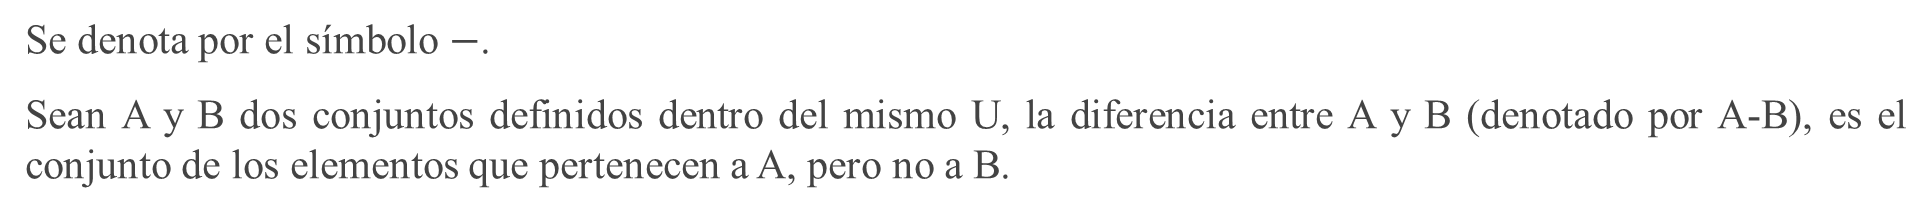 Se denota por el símbolo −.
Sean A y B dos conjuntos definidos dentro del mismo U, la diferencia entre A y B (denotado por A-B), es el
conjunto de los elementos que pertenecen a A, pero no a B.